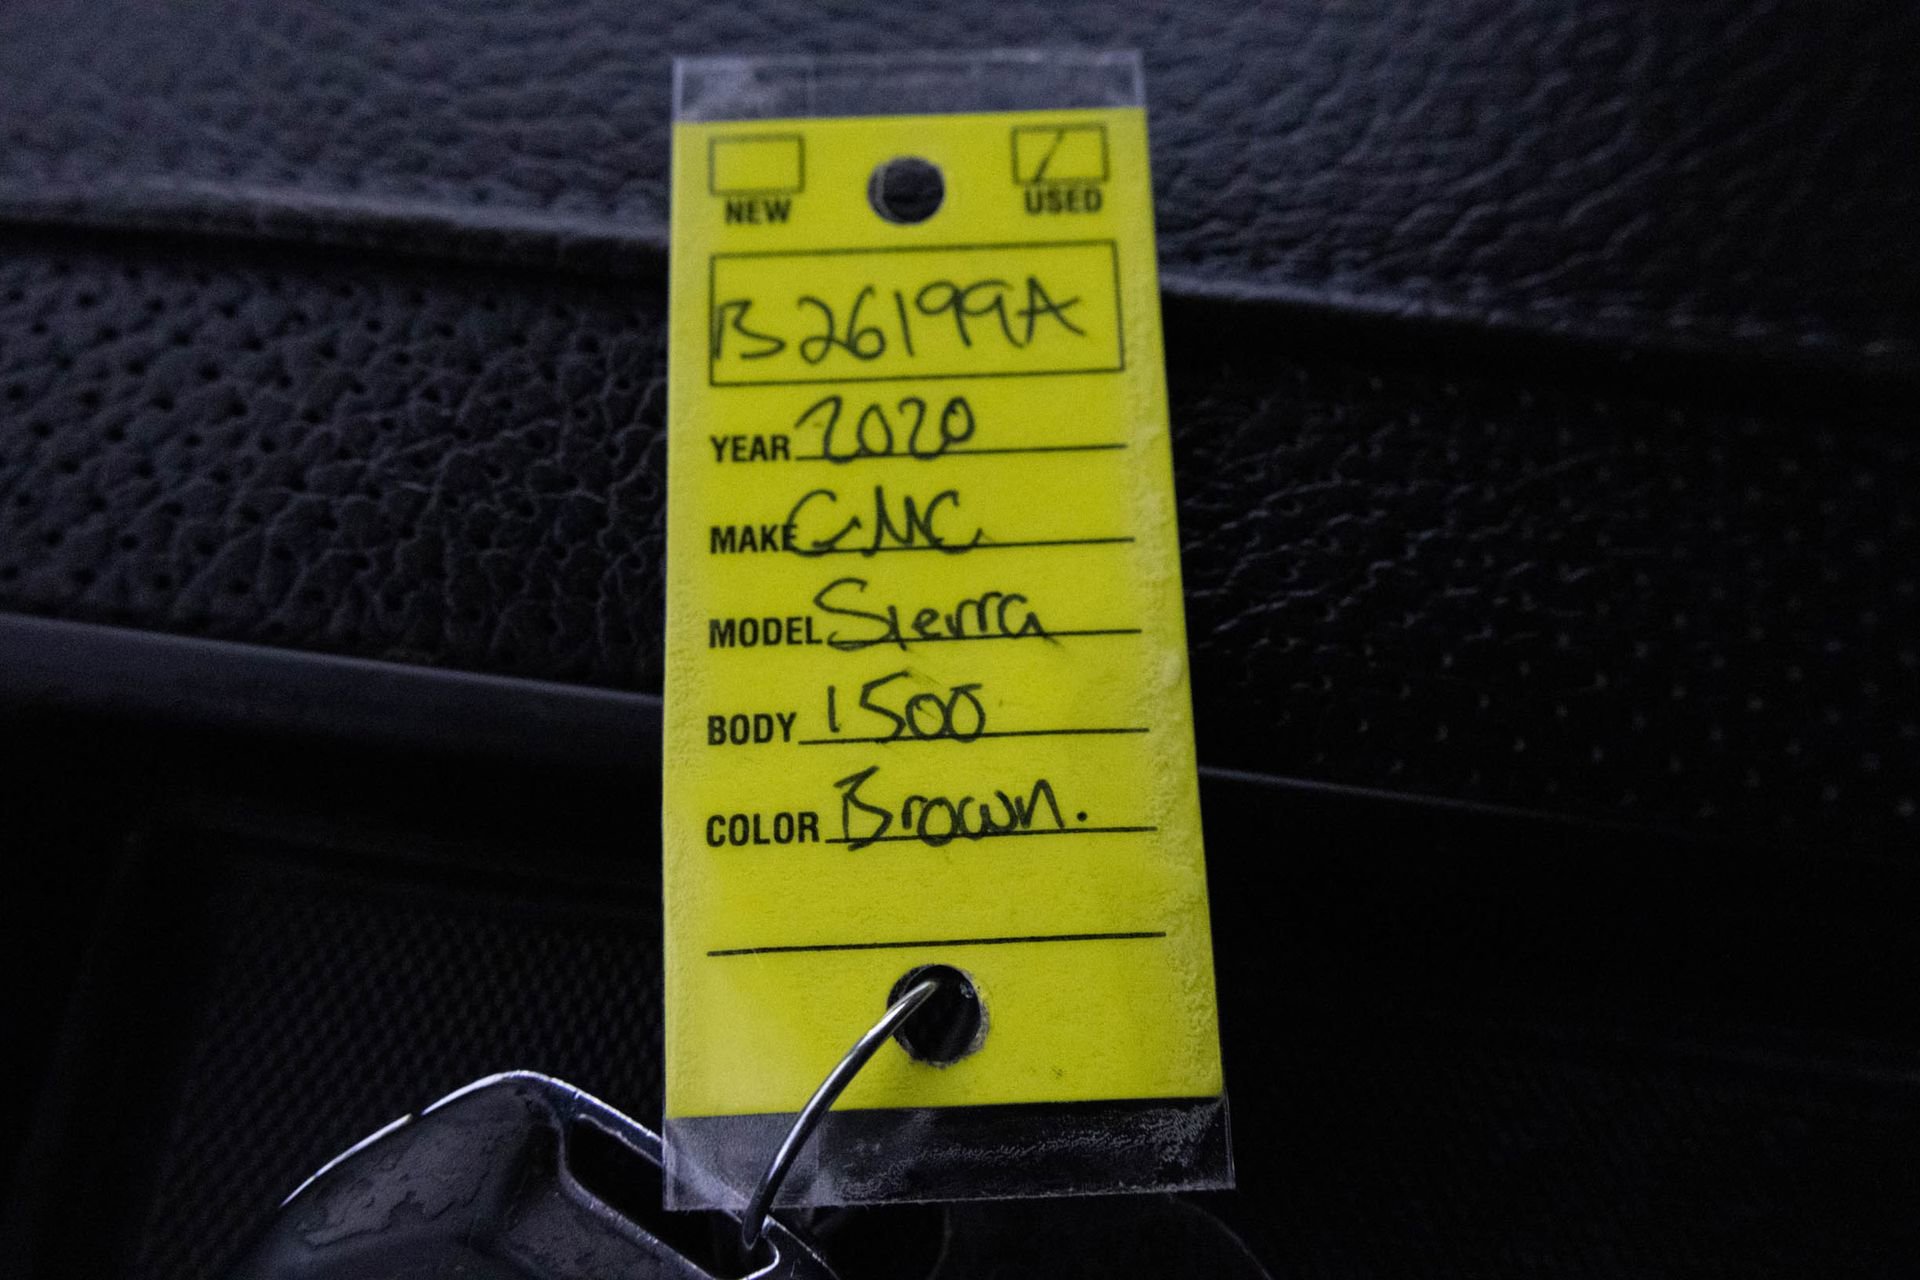 NEW USED
B26199A
YEAR 2020
MAKE GMC
MODEL Sierra
BODY 1500
COLOR Brown.